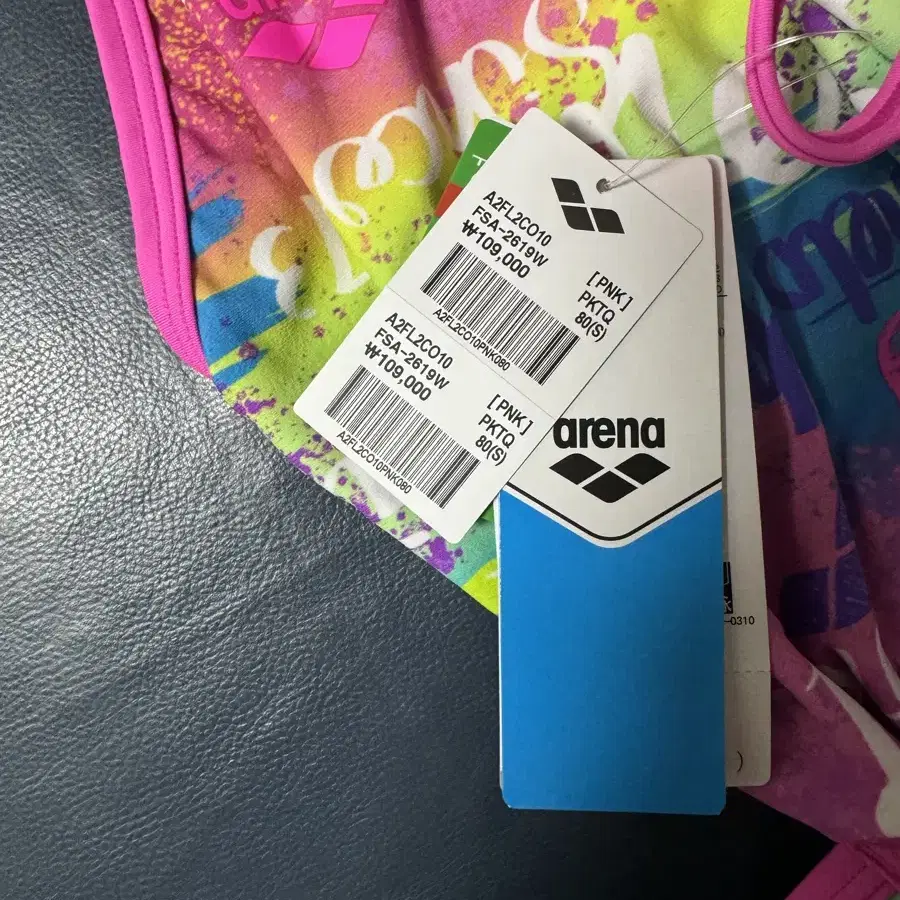 A2FL2CO10
FSA-2619W
₩109,000
[PNK]
PKTQ
80(S)
A2FL2CO10PNK080
A2FL2CO10
FSA-2619W
₩109,000
[PNK]
PKTQ
80(S)
A2FL2CO10PNK080
arena
-0310
)